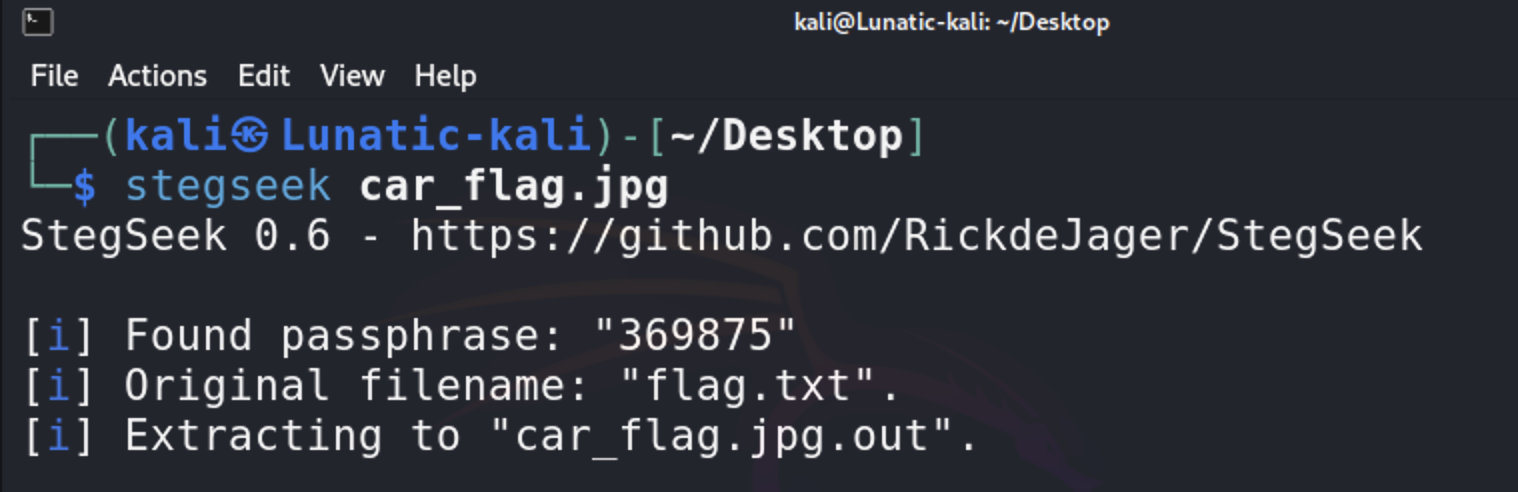 kali@Lunatic-kali: ~/Desktop
File Actions Edit View Help
┌──(kali㉿Lunatic-kali)-[~/Desktop]
└─$ stegseek car_flag.jpg
StegSeek 0.6 - https://github.com/RickdeJager/StegSeek
[i] Found passphrase: "369875"
[i] Original filename: "flag.txt".
[i] Extracting to "car_flag.jpg.out".